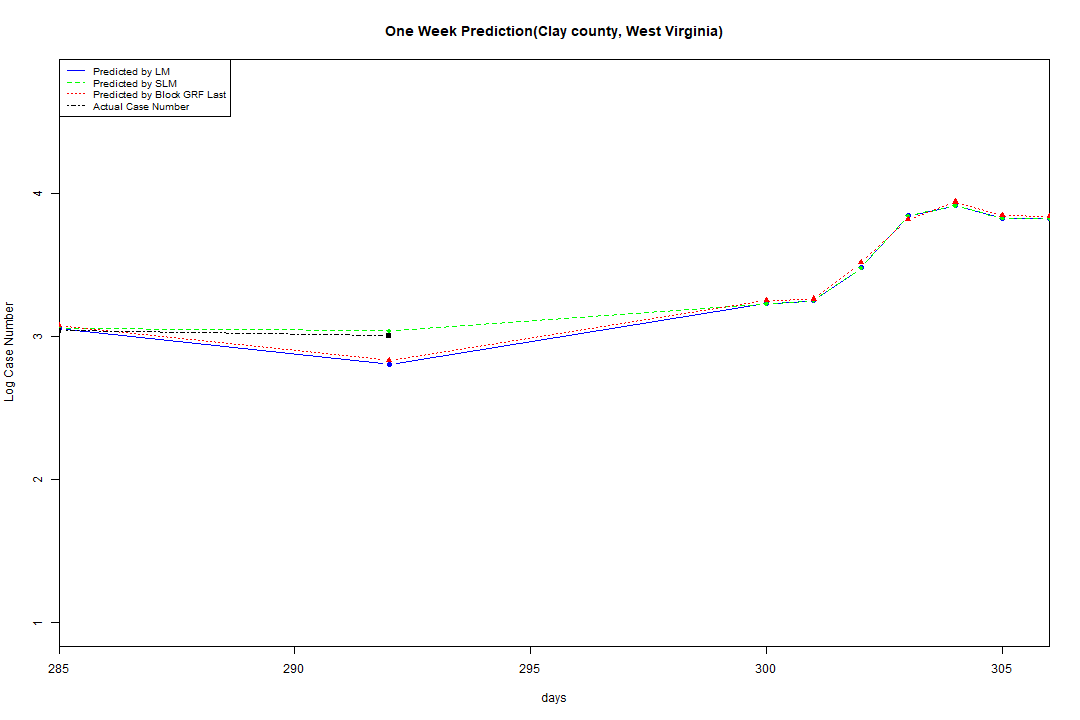 One Week Prediction(Clay county, West Virginia)
Predicted by LM
Predicted by SLM
Predicted by Block GRF Last
Actual Case Number
4
3
2
1
Log Case Number
285
290
295
300
305
days